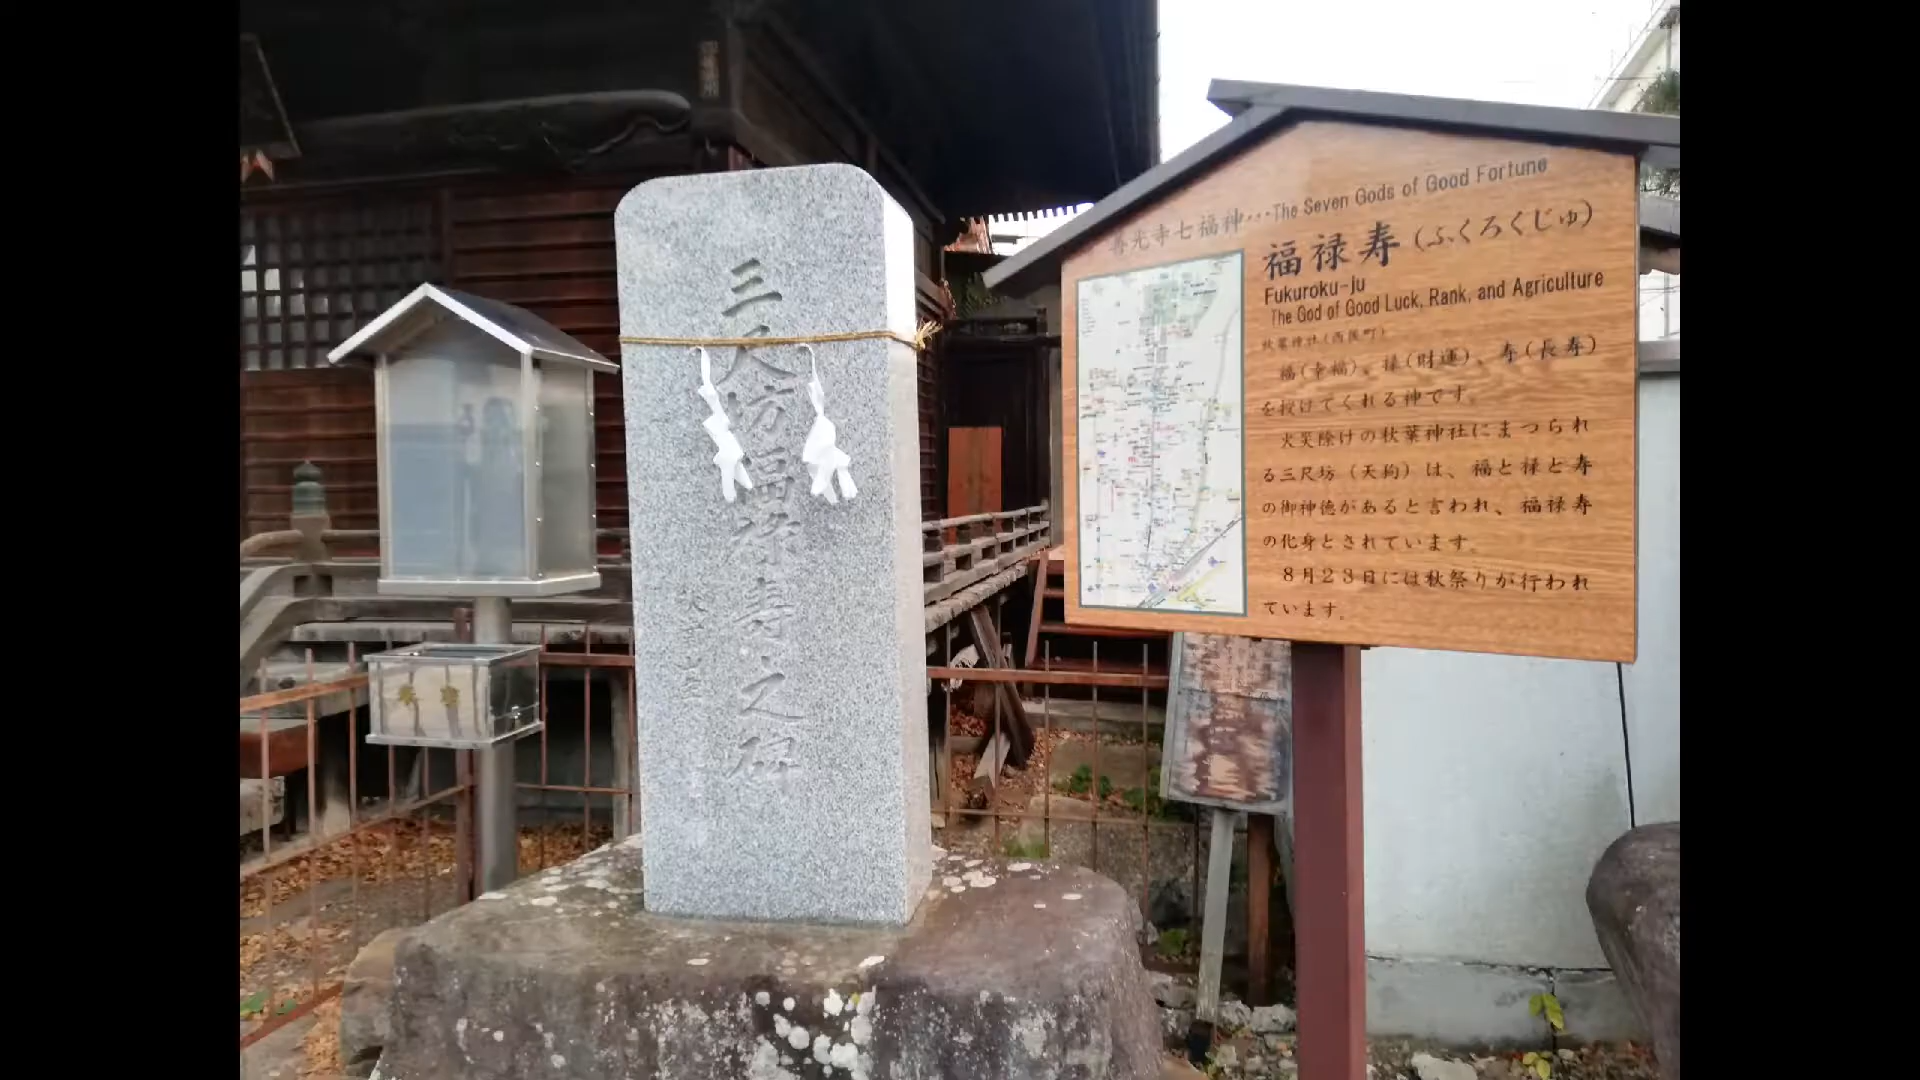 三尺坊福禄寿之碑
善光寺七福神･･･The Seven Gods of Good Fortune
福禄寿(ふくろくじゅ)
Fukuroku-ju
The God of Good Luck, Rank, and Agriculture
秋葉神社(西後町)
福(幸福)、禄(財運)、寿(長寿)
を授けてくれる神です。
火災除けの秋葉神社にまつられ
る三尺坊(天狗)は、福と禄と寿
の御神徳があると言われ、福禄寿
の化身とされています。
8月23日には秋祭りが行われ
ています。